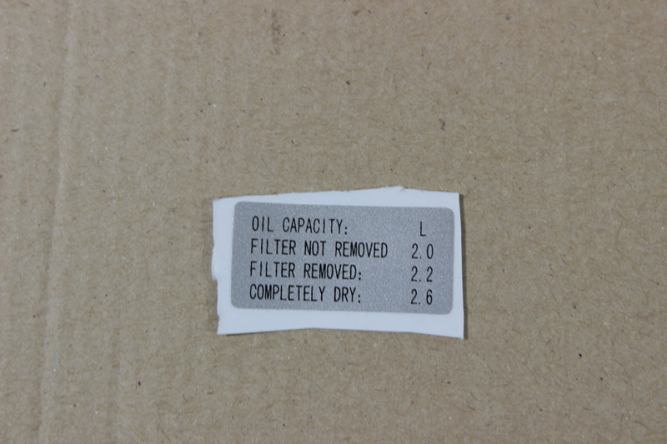 OIL CAPACITY: L
FILTER NOT REMOVED 2.0
FILTER REMOVED: 2.2
COMPLETELY DRY: 2.6